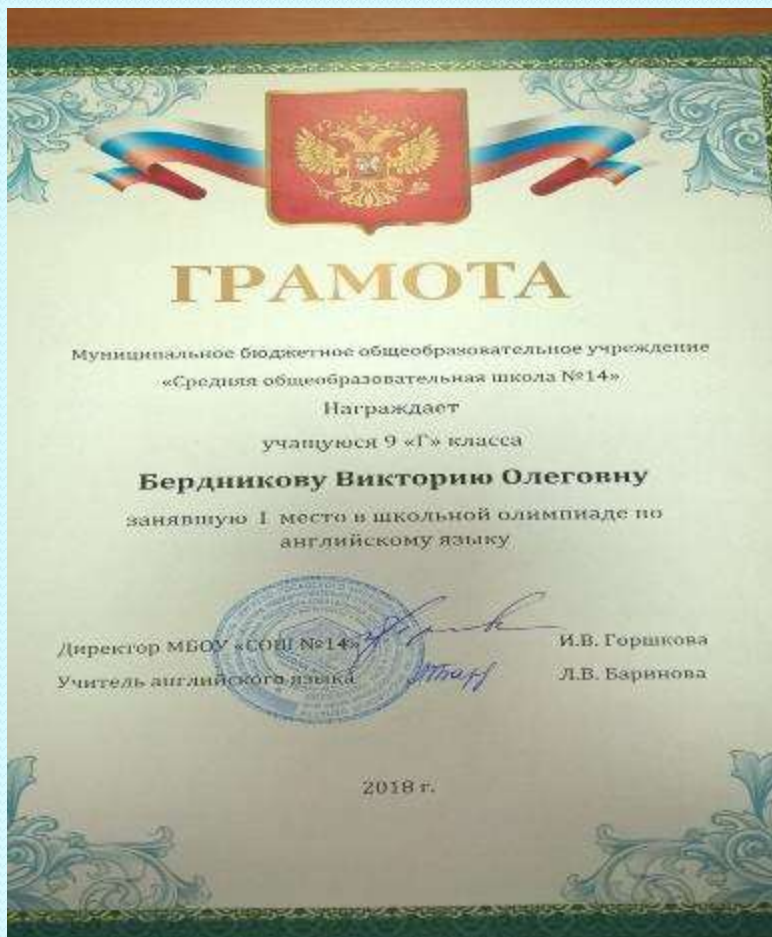 ГРАМОТА
Муниципальное бюджетное общеобразовательное учреждение
«Средняя общеобразовательная школа №14»
Награждает
учащуюся 9 «Г» класса
Бердникову Викторию Олеговну
занявшую 1 место в школьной олимпиаде по
английскому языку
Директор МБОУ «СОШ №14» И.В. Горшкова
Учитель английского языка Л.В. Баринова
2018 г.